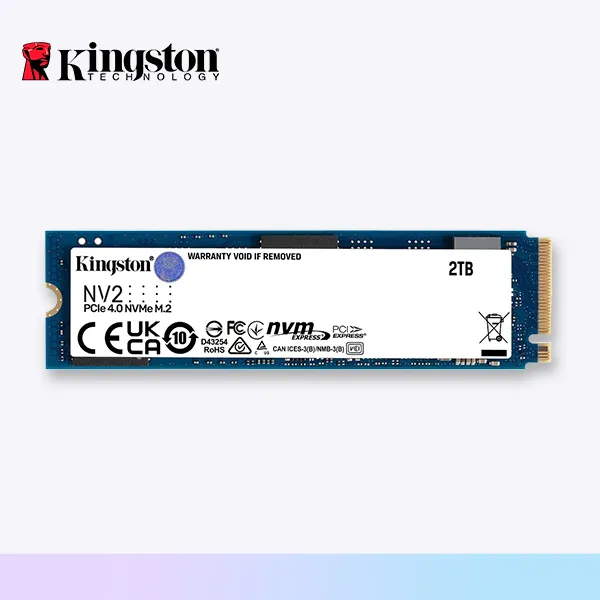 Kingston
TECHNOLOGY
Kingston
WARRANTY VOID IF REMOVED
2TB
NV2
PCIe 4.0 NVMe M.2
CE UK CA 10
D43254
RoHS
FC
nvm
EXPRESS
PCI
EXPRESS
CAN ICES-3(B)/NMB-3(B)